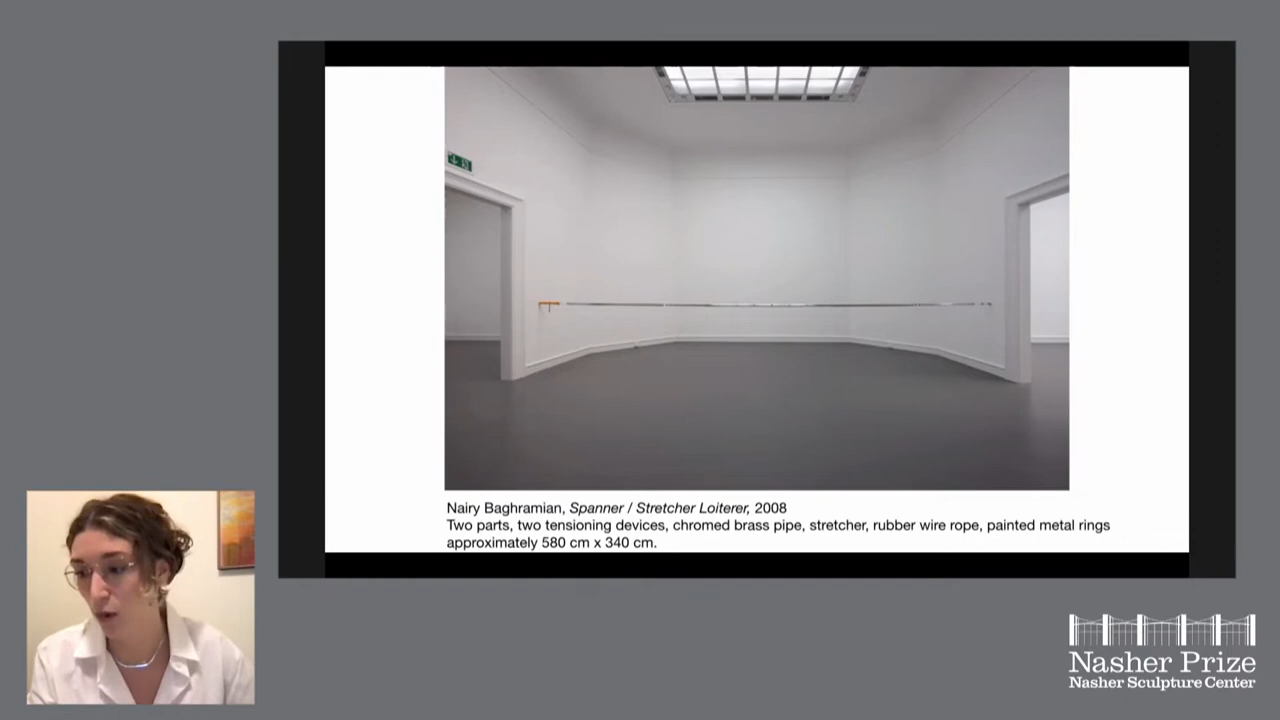 Nairy Baghramian, Spanner / Stretcher Loiterer, 2008
Two parts, two tensioning devices, chromed brass pipe, stretcher, rubber wire rope, painted metal rings
approximately 580 cm x 340 cm.
Nasher Prize
Nasher Sculpture Center